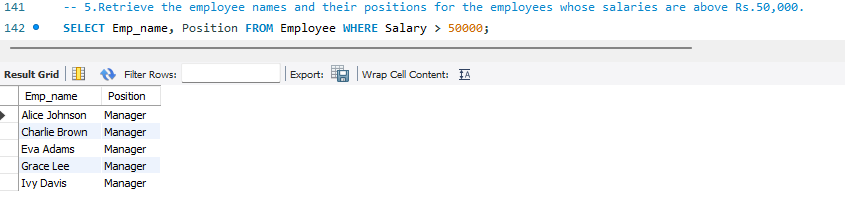 141 -- 5.Retrieve the employee names and their positions for the employees whose salaries are above Rs.50,000.
142 SELECT Emp_name, Position FROM Employee WHERE Salary > 50000;
Result Grid Filter Rows: Export: Wrap Cell Content: IA
Emp_name Position
Alice Johnson Manager
Charlie Brown Manager
Eva Adams Manager
Grace Lee Manager
Ivy Davis Manager